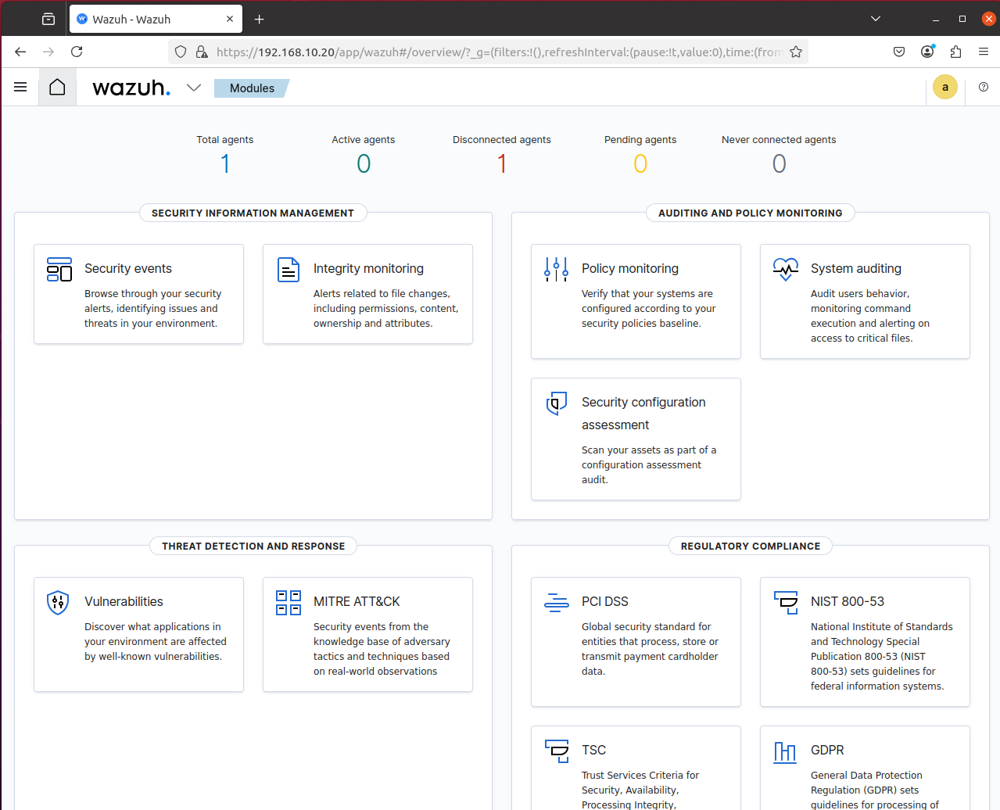 Wazuh - Wazuh
https://192.168.10.20/app/wazuh#/overview/?_g=(filters:!(),refreshInterval:(pause:!t,value:0),time:(from
wazuh.
Modules
a
Total agents
1
Active agents
0
Disconnected agents
1
Pending agents
0
Never connected agents
0
SECURITY INFORMATION MANAGEMENT
Security events
Browse through your security
alerts, identifying issues and
threats in your environment.
Integrity monitoring
Alerts related to file changes,
including permissions, content,
ownership and attributes.
AUDITING AND POLICY MONITORING
Policy monitoring
Verify that your systems are
configured according to your
security policies baseline.
System auditing
Audit users behavior,
monitoring command
execution and alerting on
access to critical files.
Security configuration
assessment
Scan your assets as part of a
configuration assessment
audit.
THREAT DETECTION AND RESPONSE
Vulnerabilities
Discover what applications in
your environment are affected
by well-known vulnerabilities.
MITRE ATT&CK
Security events from the
knowledge base of adversary
tactics and techniques based
on real-world observations
REGULATORY COMPLIANCE
PCI DSS
Global security standard for
entities that process, store or
transmit payment cardholder
data.
NIST 800-53
National Institute of Standards
and Technology Special
Publication 800-53 (NIST
800-53) sets guidelines for
federal information systems.
TSC
Trust Services Criteria for
Security, Availability,
Processing Integrity,
GDPR
General Data Protection
Regulation (GDPR) sets
guidelines for processing of